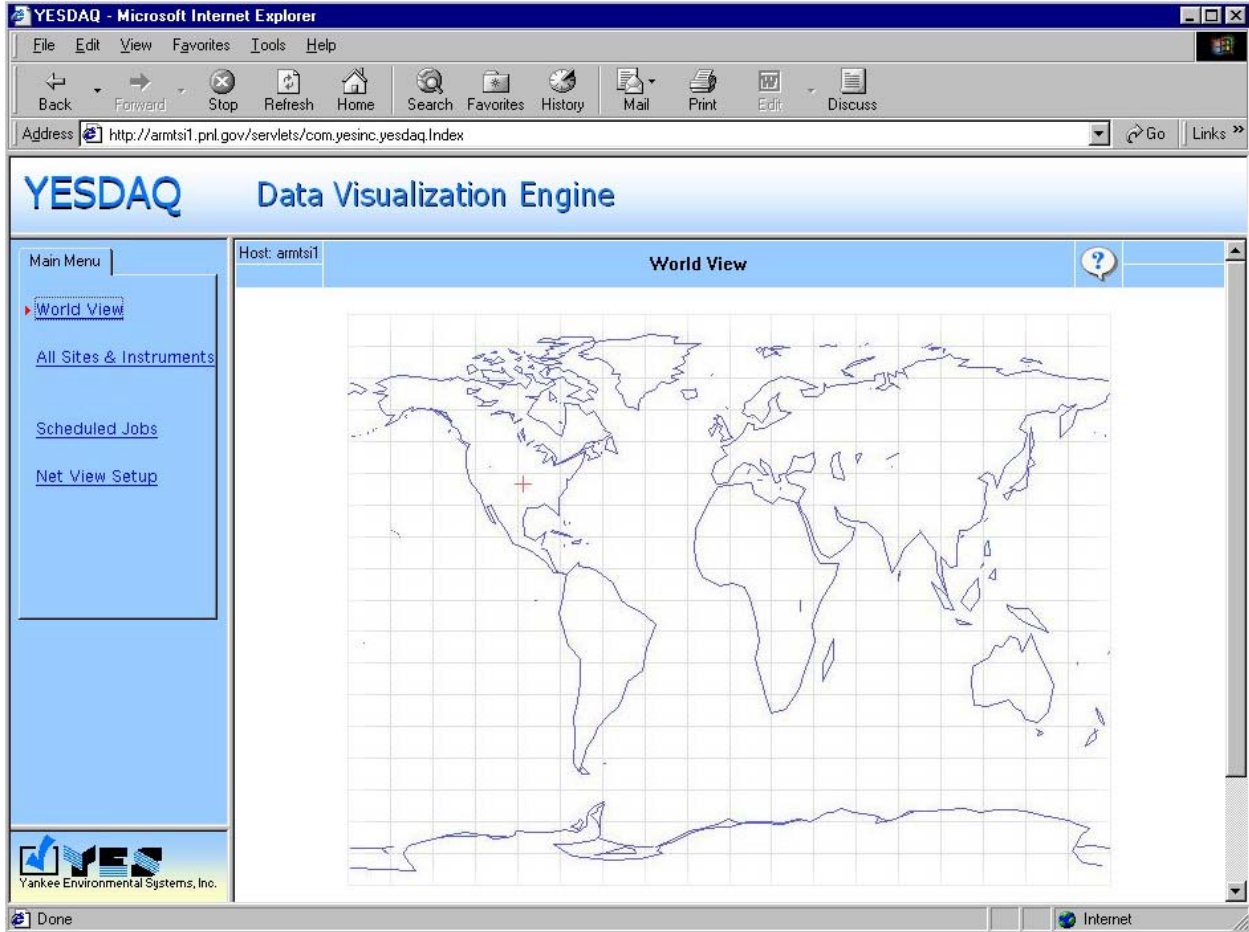 YESDAQ - Microsoft Internet Explorer
File Edit View Favorites Tools Help
Back Forward Stop Refresh Home Search Favorites History Mail Print Edit Discuss
Address http://armtsi1.pnl.gov/servlets/com.yesinc.yesdaq.Index Go Links »
YESDAQ Data Visualization Engine
Main Menu
World View
All Sites & Instruments
Scheduled Jobs
Net View Setup
Host: armtsi1
World View
?
YES
Yankee Environmental Systems, Inc.
Done Internet